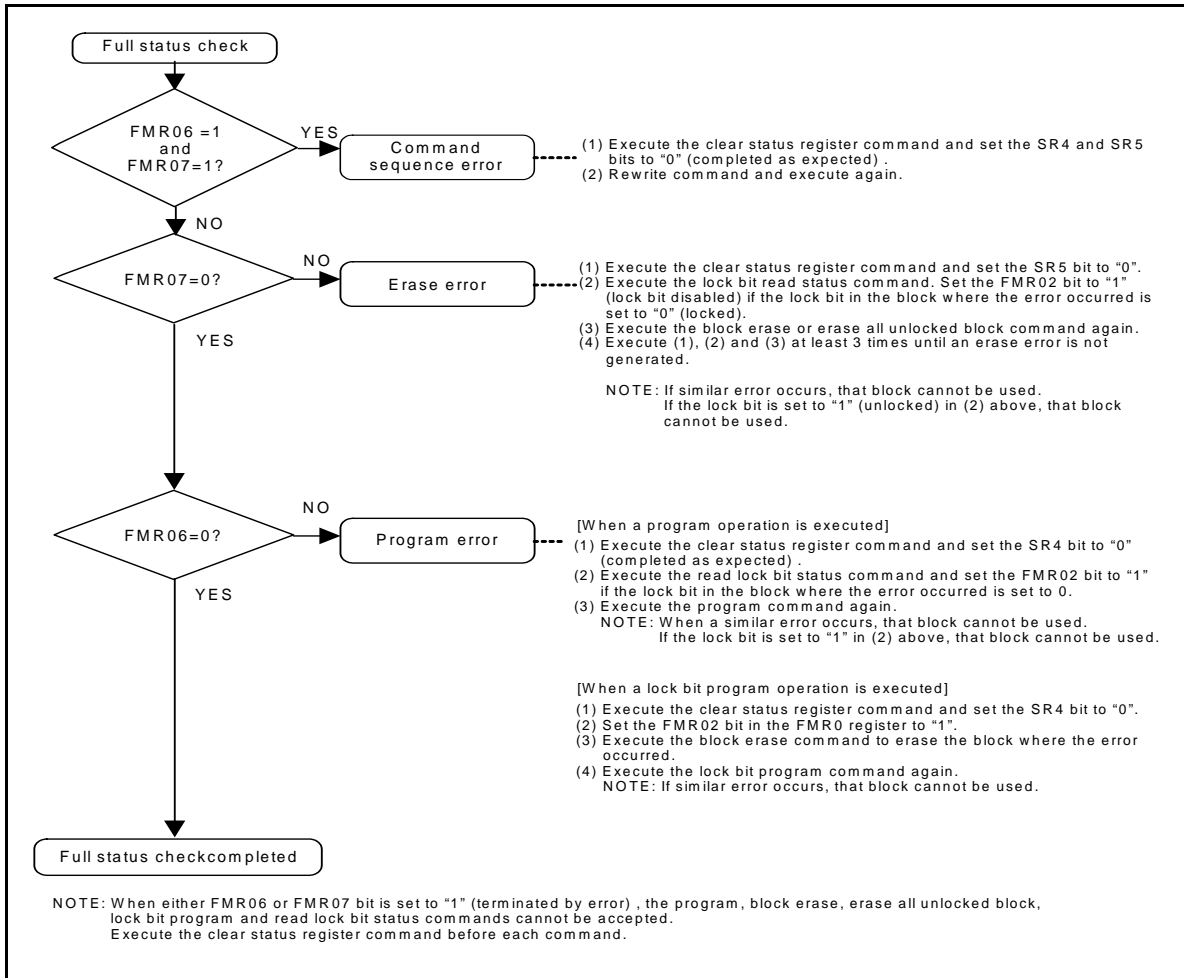 Full status check
FMR06 =1
and
FMR07=1?
YES
Command
sequence error
(1) Execute the clear status register command and set the SR4 and SR5
bits to “0” (completed as expected) .
(2) Rewrite command and execute again.
NO
FMR07=0?
NO
Erase error
(1) Execute the clear status register command and set the SR5 bit to “0”.
(2) Execute the lock bit read status command. Set the FMR02 bit to “1”
(lock bit disabled) if the lock bit in the block where the error occurred is
set to “0” (locked).
(3) Execute the block erase or erase all unlocked block command again.
(4) Execute (1), (2) and (3) at least 3 times until an erase error is not
generated.
NOTE: If similar error occurs, that block cannot be used.
If the lock bit is set to “1” (unlocked) in (2) above, that block
cannot be used.
YES
FMR06=0?
NO
Program error
[When a program operation is executed]
(1) Execute the clear status register command and set the SR4 bit to “0”
(completed as expected) .
(2) Execute the read lock bit status command and set the FMR02 bit to “1”
if the lock bit in the block where the error occurred is set to 0.
(3) Execute the program command again.
NOTE: When a similar error occurs, that block cannot be used.
If the lock bit is set to “1” in (2) above, that block cannot be used.
YES
[When a lock bit program operation is executed]
(1) Execute the clear status register command and set the SR4 bit to “0”.
(2) Set the FMR02 bit in the FMR0 register to “1”.
(3) Execute the block erase command to erase the block where the error
occurred.
(4) Execute the lock bit program command again.
NOTE: If similar error occurs, that block cannot be used.
Full status checkcompleted
NOTE: When either FMR06 or FMR07 bit is set to “1” (terminated by error) , the program, block erase, erase all unlocked block,
lock bit program and read lock bit status commands cannot be accepted.
Execute the clear status register command before each command.